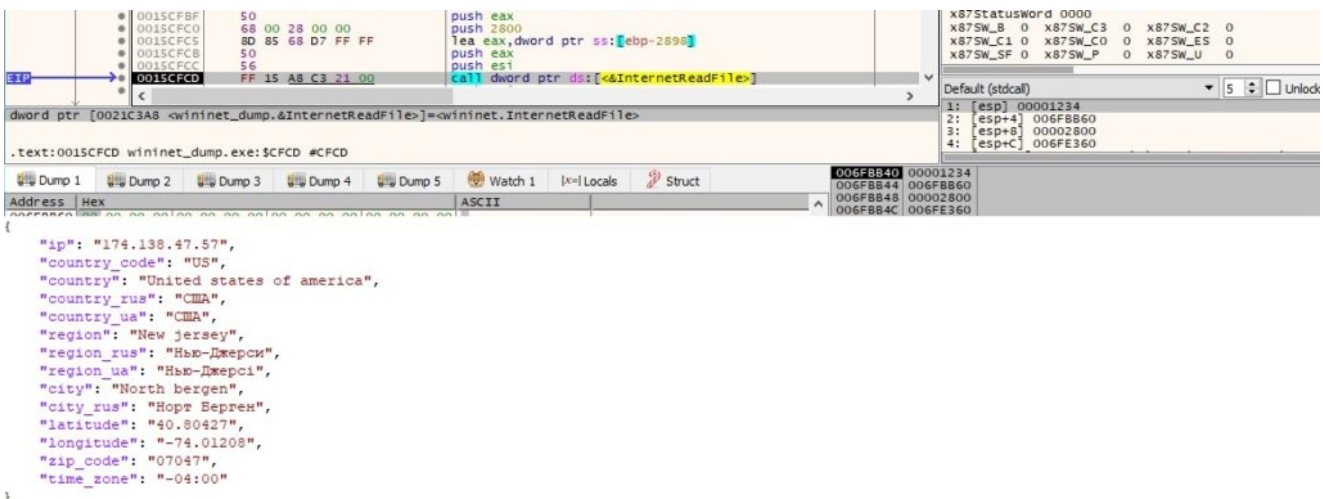 0015CFBF 50 push eax
0015CFC0 68 00 28 00 00 push 2800
0015CFC5 8D 85 68 D7 FF FF lea eax,dword ptr ss:[ebp-2898]
0015CFCB 50 push eax
0015CFCC 56 push esi
EIP 0015CFCD FF 15 A8 C3 21 00 call dword ptr ds:[<&InternetReadFile>]
x87StatusWord 0000
x87SW_B 0 x87SW_C3 0 x87SW_C2 0
x87SW_C1 0 x87SW_C0 0 x87SW_ES 0
x87SW_SF 0 x87SW_P 0 x87SW_U 0
Default (stdcall) 5 Unlock
1: [esp] 00001234
2: [esp+4] 006FBB60
3: [esp+8] 00002800
4: [esp+C] 006FE360
dword ptr [0021C3A8 <wininet_dump.&InternetReadFile>]=<wininet.InternetReadFile>
.text:0015CFCD wininet_dump.exe:$CFCD #CFCD
Dump 1 Dump 2 Dump 3 Dump 4 Dump 5 Watch 1 [x=] Locals Struct
Address Hex ASCII
006FBB40 00001234
006FBB44 006FBB60
006FBB48 00002800
006FBB4C 006FE360
{
"ip": "174.138.47.57",
"country_code": "US",
"country": "United states of america",
"country_rus": "США",
"country_ua": "США",
"region": "New jersey",
"region_rus": "Нью-Джерси",
"region_ua": "Нью-Джерсі",
"city": "North bergen",
"city_rus": "Норт Берген",
"latitude": "40.80427",
"longitude": "-74.01208",
"zip_code": "07047",
"time_zone": "-04:00"
}